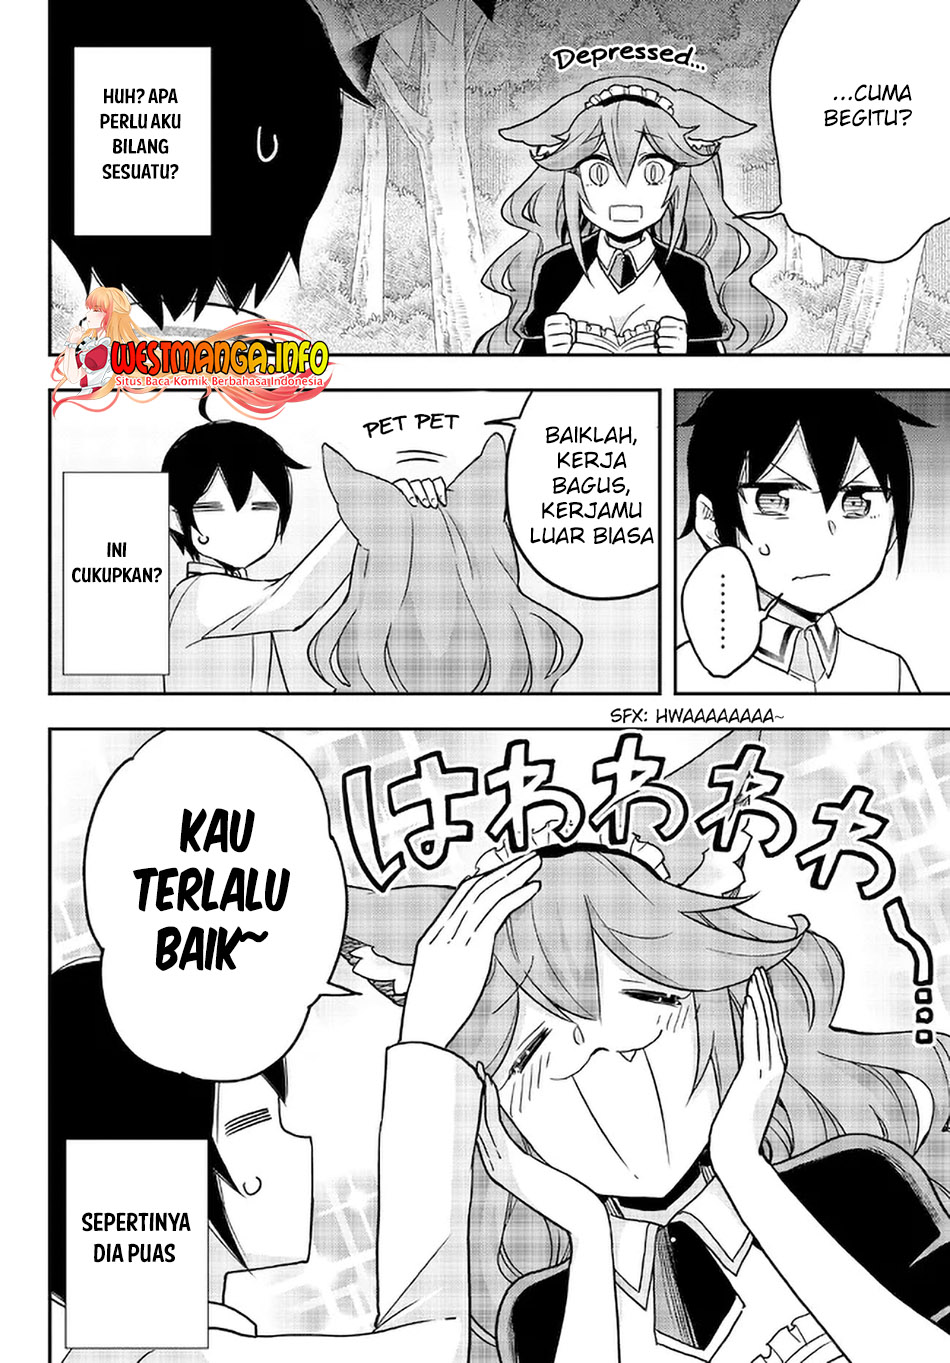 ...CUMA
BEGITU?
Depressed...
HUH? APA
PERLU AKU
BILANG
SESUATU?
WESTMANGA.INFO
Situs Baca Komik Berbahasa Indonesia
........
BAIKLAH,
KERJA
BAGUS,
KERJAMU
LUAR BIASA
PET PET
INI
CUKUPKAN?
SFX: HWAAAAAAAA~
はわわわわ〜...
KAU
TERLALU
BAIK~
SEPERTINYA
DIA PUAS